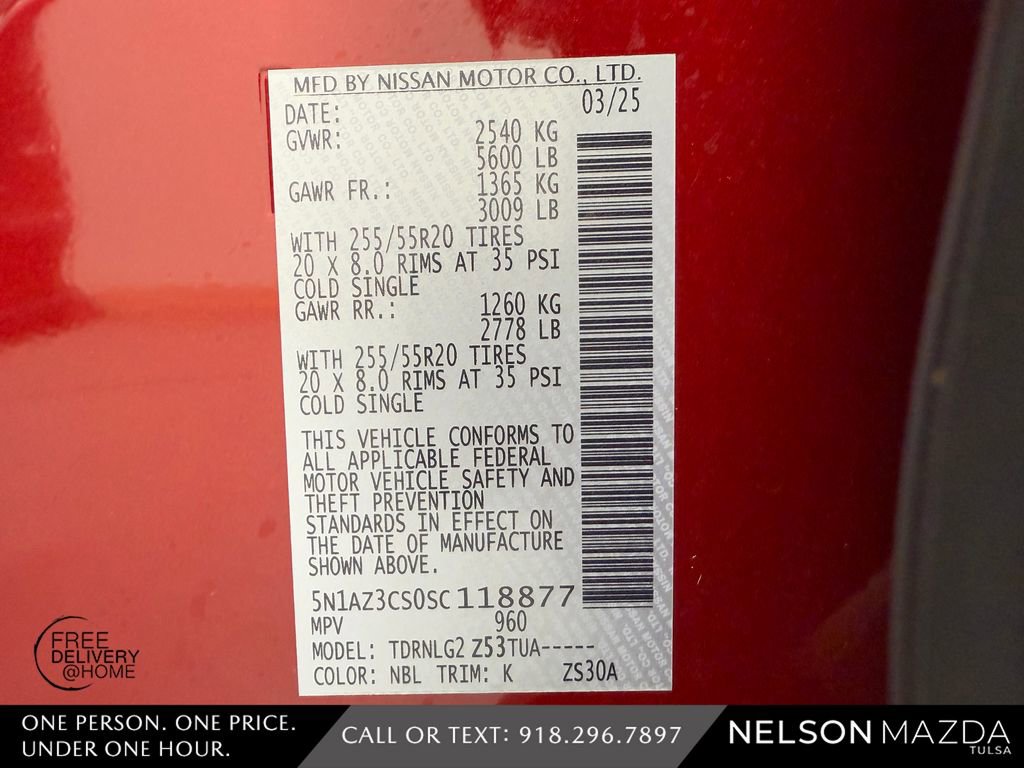 MFD BY NISSAN MOTOR CO., LTD.
DATE: 03/25
GVWR: 2540 KG
5600 LB
GAWR FR.: 1365 KG
3009 LB
WITH 255/55R20 TIRES
20 X 8.0 RIMS AT 35 PSI
COLD SINGLE
GAWR RR.: 1260 KG
2778 LB
WITH 255/55R20 TIRES
20 X 8.0 RIMS AT 35 PSI
COLD SINGLE
THIS VEHICLE CONFORMS TO
ALL APPLICABLE FEDERAL
MOTOR VEHICLE SAFETY AND
THEFT PREVENTION
STANDARDS IN EFFECT ON
THE DATE OF MANUFACTURE
SHOWN ABOVE.
5N1AZ3CS0SC 118877
MPV 960
MODEL: TDRNLG2 Z53TUA-----
COLOR: NBL TRIM: K ZS30A
FREE
DELIVERY
@HOME
ONE PERSON. ONE PRICE.
UNDER ONE HOUR.
CALL OR TEXT: 918.296.7897
NELSON MAZDA
TULSA